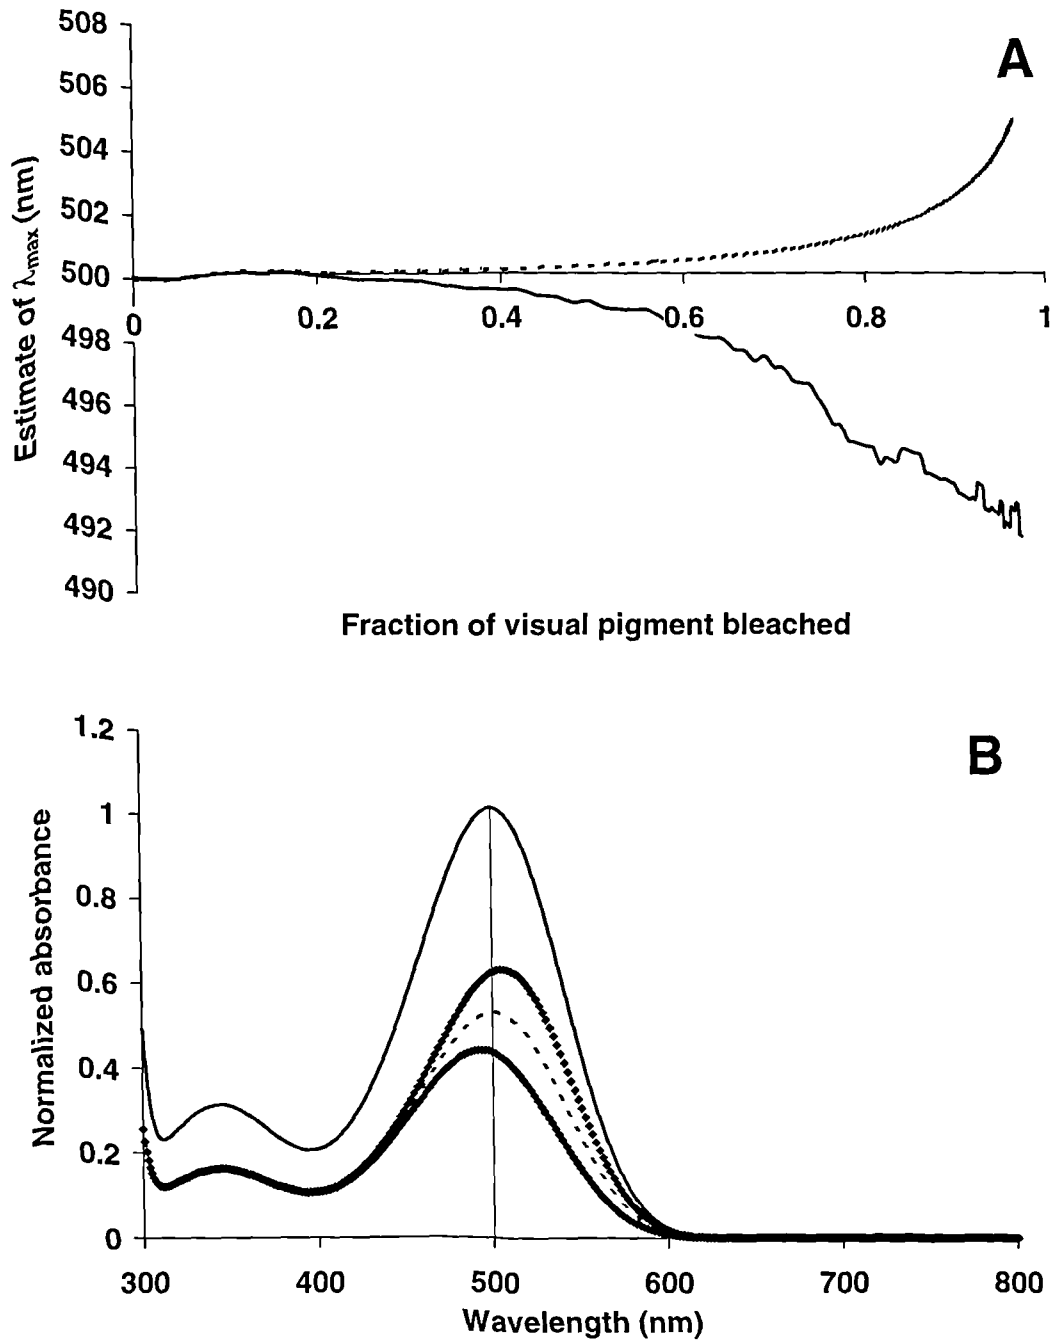 A
508
506
504
502
500
498
496
494
492
490
Estimate of λmax (nm)
0 0.2 0.4 0.6 0.8 1
Fraction of visual pigment bleached
B
1.2
1
0.8
0.6
0.4
0.2
0
Normalized absorbance
300 400 500 600 700 800
Wavelength (nm)